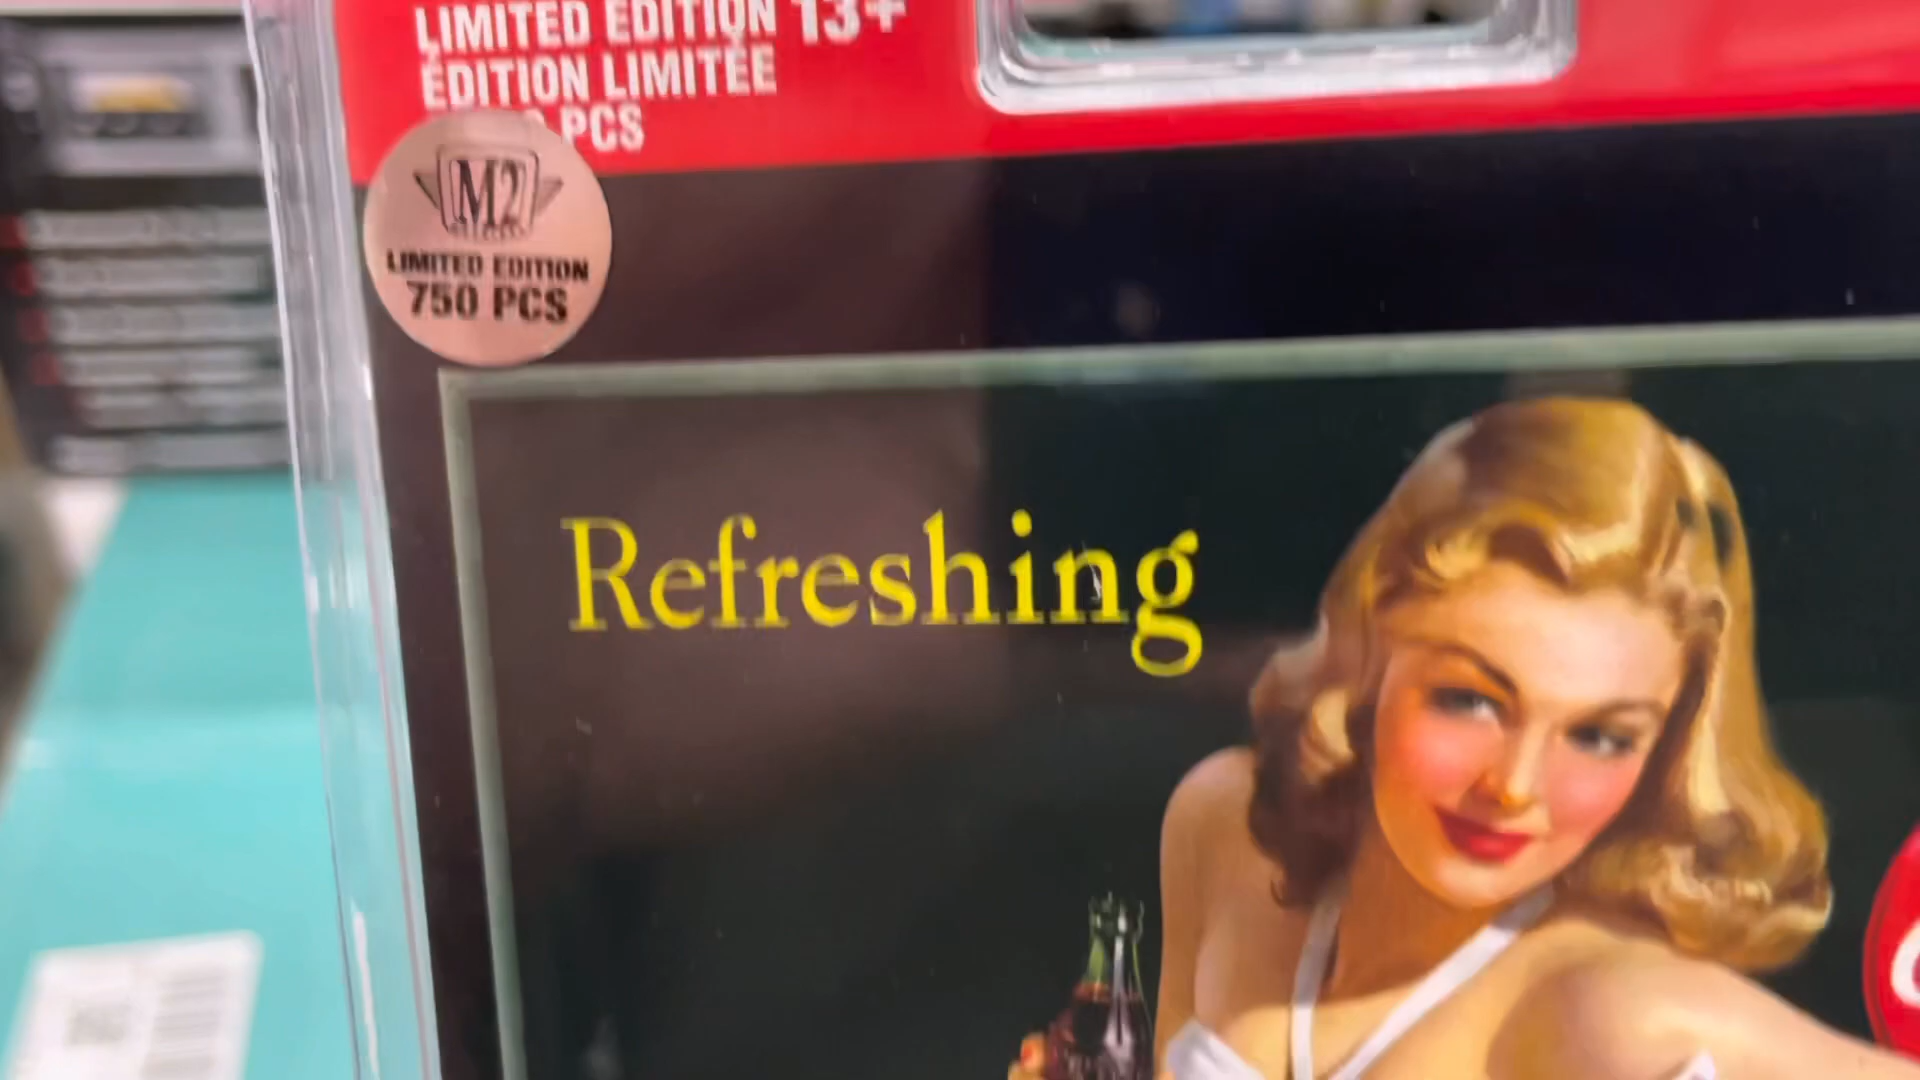 LIMITED EDITION 13+
ÉDITION LIMITÉE
PCS
M2
LIMITED EDITION
750 PCS
Refreshing